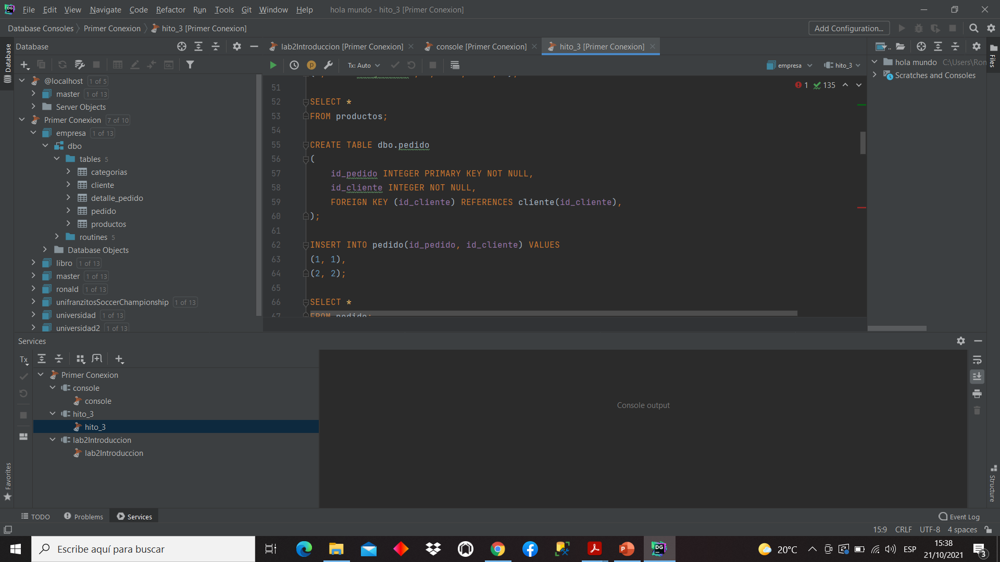 File Edit View Navigate Code Refactor Run Tools Git Window Help hola mundo - hito_3 [Primer Conexion]
Database Consoles Primer Conexion hito_3 [Primer Conexion] Add Configuration...
Database
lab2Introduccion [Primer Conexion] console [Primer Conexion] hito_3 [Primer Conexion]
Tx: Auto empresa hito_3
@localhost 1 of 5
master 1 of 13
Server Objects
Primer Conexion 7 of 10
empresa 1 of 13
dbo
tables 5
categorias
cliente
detalle_pedido
pedido
productos
routines 5
Database Objects
libro 1 of 13
master 1 of 13
ronald 1 of 13
unifranzitosSoccerChampionship 1 of 13
universidad 1 of 13
universidad2 1 of 13
1 135
51
52 SELECT *
53 FROM productos;
54
55 CREATE TABLE dbo.pedido
56 (
57 id_pedido INTEGER PRIMARY KEY NOT NULL,
58 id_cliente INTEGER NOT NULL,
59 FOREIGN KEY (id_cliente) REFERENCES cliente(id_cliente),
60 );
61
62 INSERT INTO pedido(id_pedido, id_cliente) VALUES
63 (1, 1),
64 (2, 2);
65
66 SELECT *
67 FROM pedido;
hola mundo C:\Users\Ron
Scratches and Consoles
Database
Files
Services
Tx
Primer Conexion
console
console
hito_3
hito_3
lab2Introduccion
lab2Introduccion
Console output
Favorites
Structure
TODO Problems Services Event Log
15:9 CRLF UTF-8 4 spaces
Escribe aquí para buscar
20°C ESP 15:38
21/10/2021
3